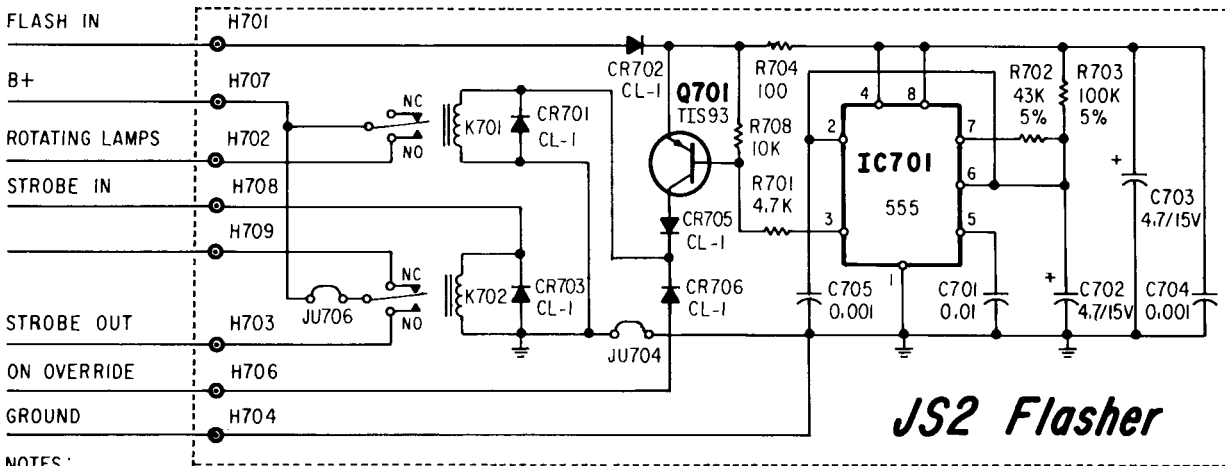 FLASH IN
H701
B+
H707
ROTATING LAMPS
H702
STROBE IN
H708
H709
STROBE OUT
H703
ON OVERRIDE
H706
GROUND
H704
NOTES:
NC
NO
K701
CR701
CL-1
NC
NO
JU706
K702
CR703
CL-1
CR702
CL-1
Q701
TIS93
R704
100
R708
10K
R701
4.7K
CR705
CL-1
CR706
CL-1
JU704
4
8
2
7
IC701
6
555
3
5
1
R702
43K
5%
R703
100K
5%
+
C703
4.7/15V
C705
0.001
C701
0.01
+
C702
4.7/15V
C704
0.001
JS2 Flasher